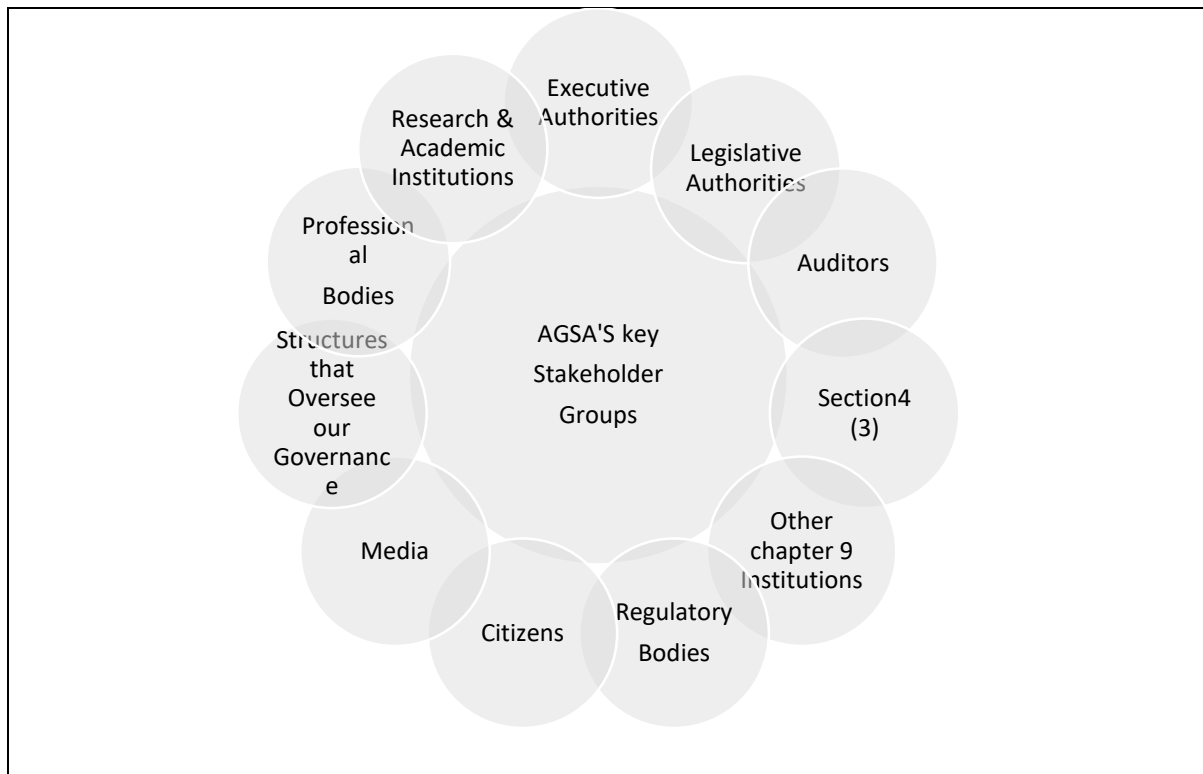 Executive
Authorities
Legislative
Authorities
Auditors
Section4
(3)
Other
chapter 9
Institutions
Regulatory
Bodies
Citizens
Media
Structures
that
Oversee
our
Governanc
e
Profession
al
Bodies
Research &
Academic
Institutions
AGSA'S key
Stakeholder
Groups